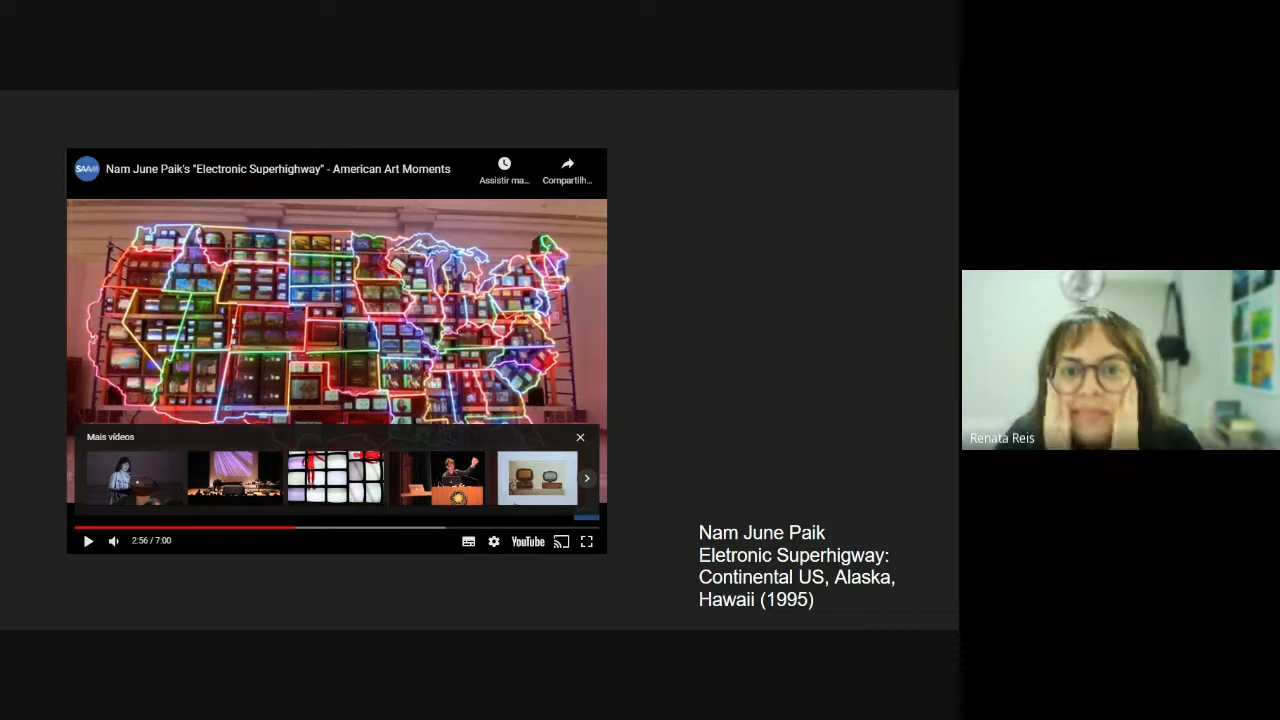 SAAM
Nam June Paik's "Electronic Superhighway" - American Art Moments
Assistir ma...
Compartilh...
Mais vídeos
2:56 / 7:00
YouTube
Nam June Paik
Eletronic Superhigway:
Continental US, Alaska,
Hawaii (1995)
Renata Reis